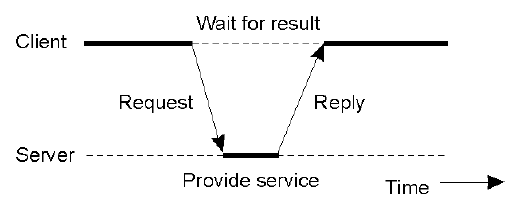 Wait for result
Client
Request
Reply
Server
Provide service
Time